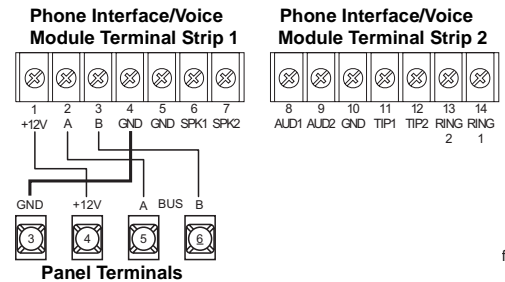 Phone Interface/Voice
Module Terminal Strip 1
Phone Interface/Voice
Module Terminal Strip 2
1 2 3 4 5 6 7
+12V A B GND GND SPK1 SPK2
8 9 10 11 12 13 14
AUD1 AUD2 GND TIP1 TIP2 RING RING
2 1
GND +12V A BUS B
3 4 5 6
Panel Terminals
f